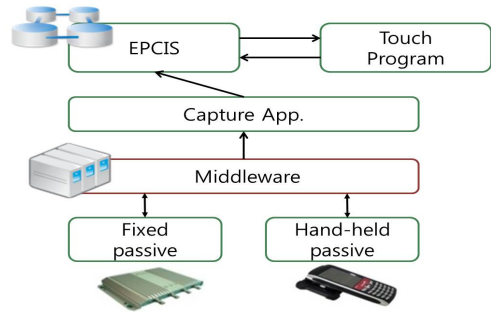 EPCIS
Touch
Program
Capture App.
Middleware
Fixed
passive
Hand-held
passive